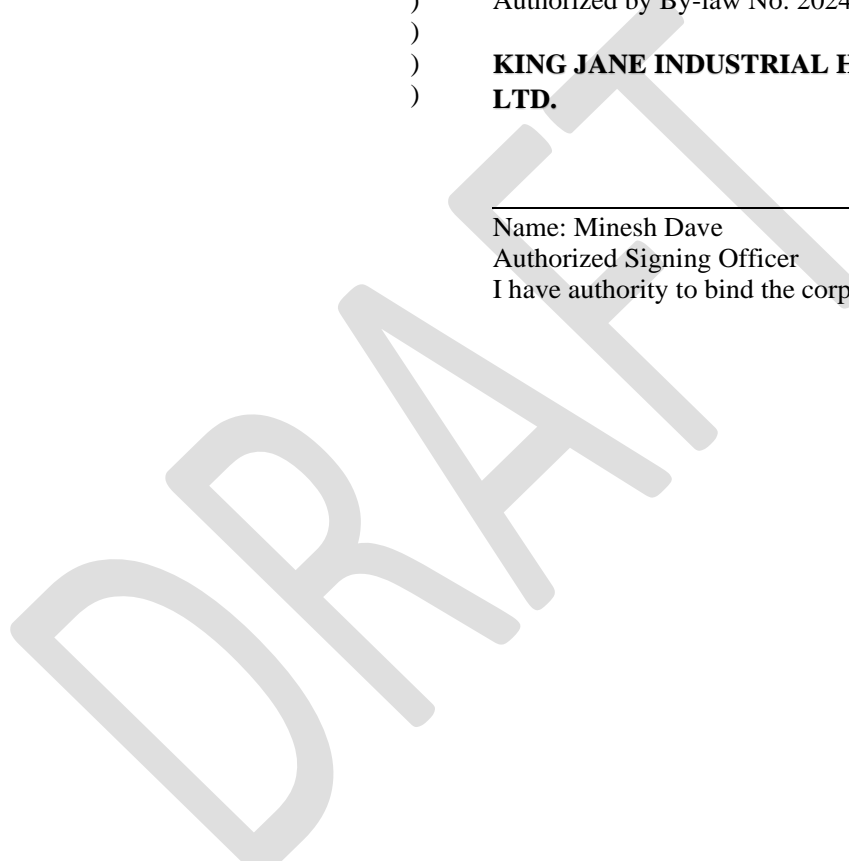 ) Authorized by By-law No. 2024
)
) KING JANE INDUSTRIAL H
) LTD.
Name: Minesh Dave
Authorized Signing Officer
I have authority to bind the corp
DRAFT